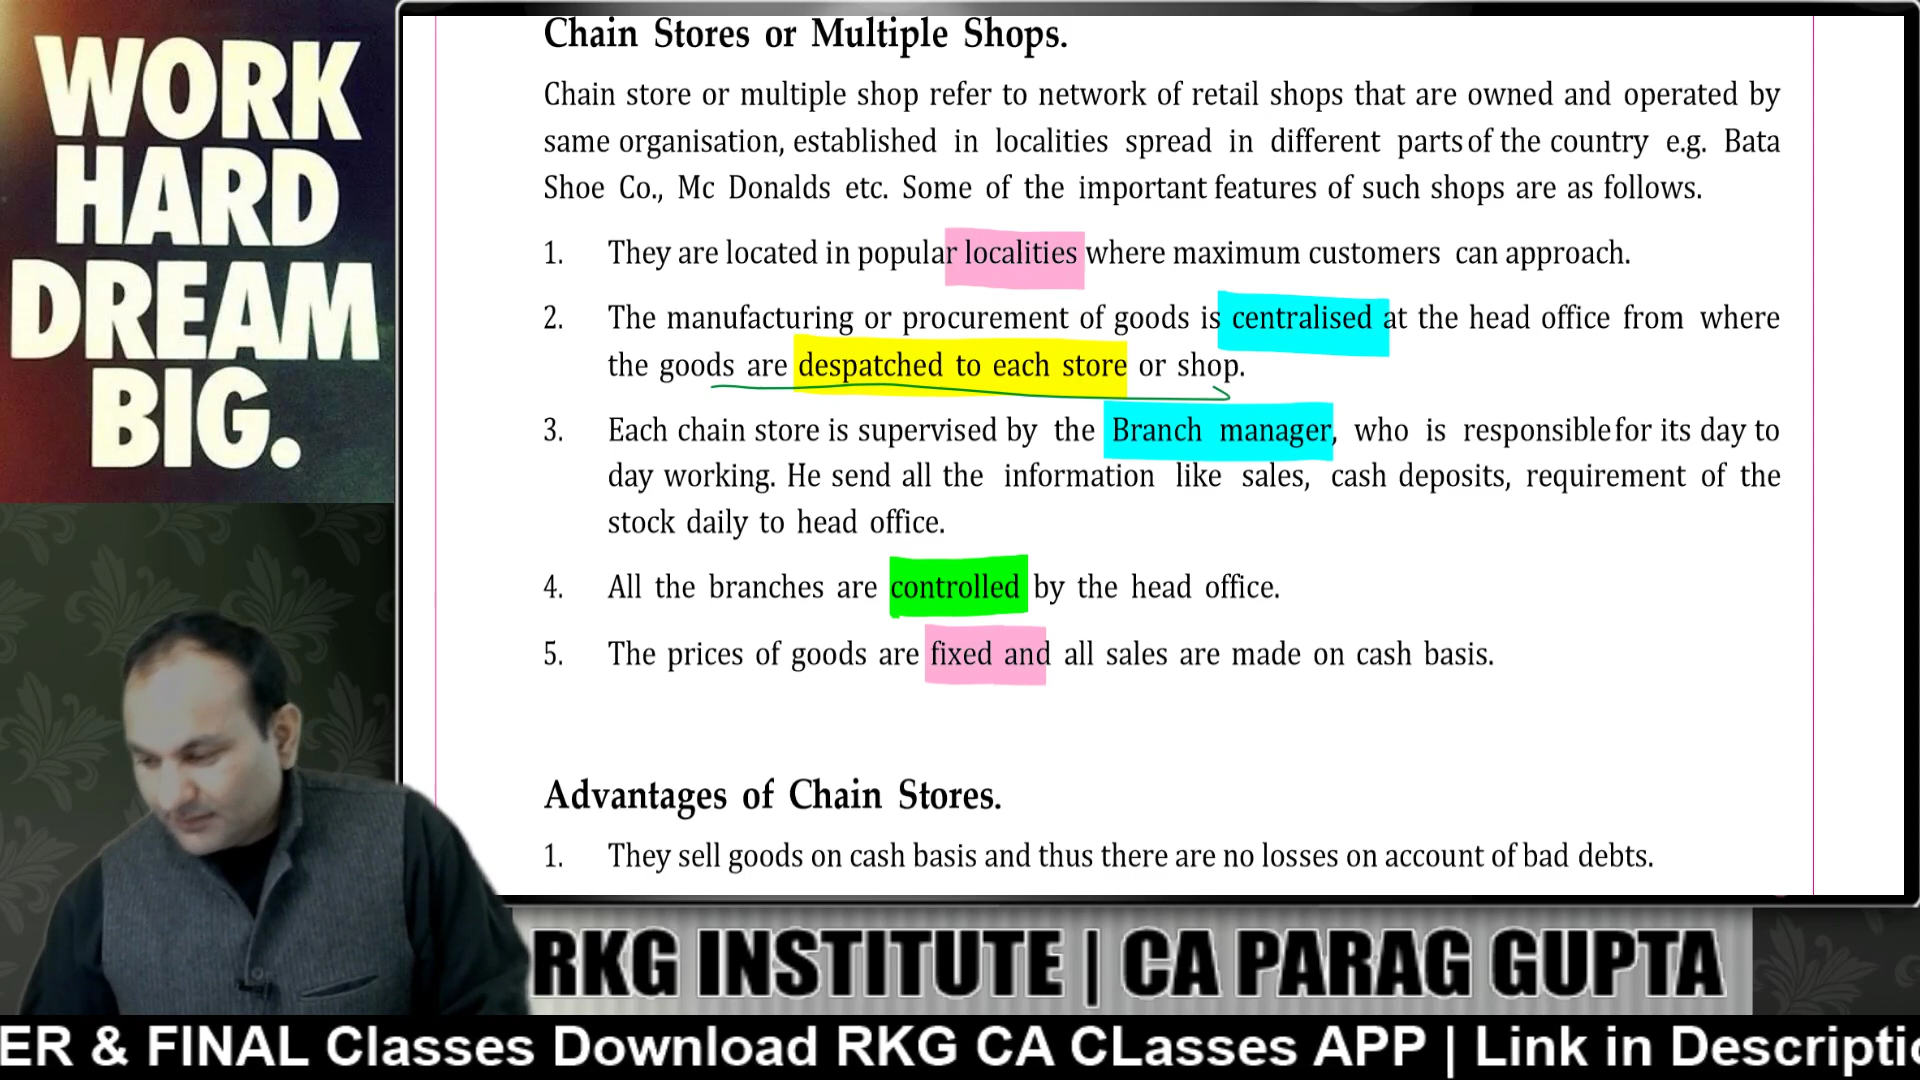 WORK
HARD
DREAM
BIG.
Chain Stores or Multiple Shops.
Chain store or multiple shop refer to network of retail shops that are owned and operated by
same organisation, established in localities spread in different parts of the country e.g. Bata
Shoe Co., Mc Donalds etc. Some of the important features of such shops are as follows.
1. They are located in popular localities where maximum customers can approach.
2. The manufacturing or procurement of goods is centralised at the head office from where
the goods are despatched to each store or shop.
3. Each chain store is supervised by the Branch manager, who is responsible for its day to
day working. He send all the information like sales, cash deposits, requirement of the
stock daily to head office.
4. All the branches are controlled by the head office.
5. The prices of goods are fixed and all sales are made on cash basis.
Advantages of Chain Stores.
1. They sell goods on cash basis and thus there are no losses on account of bad debts.
RKG INSTITUTE | CA PARAG GUPTA
ER & FINAL Classes Download RKG CA CLasses APP | Link in Descriptio